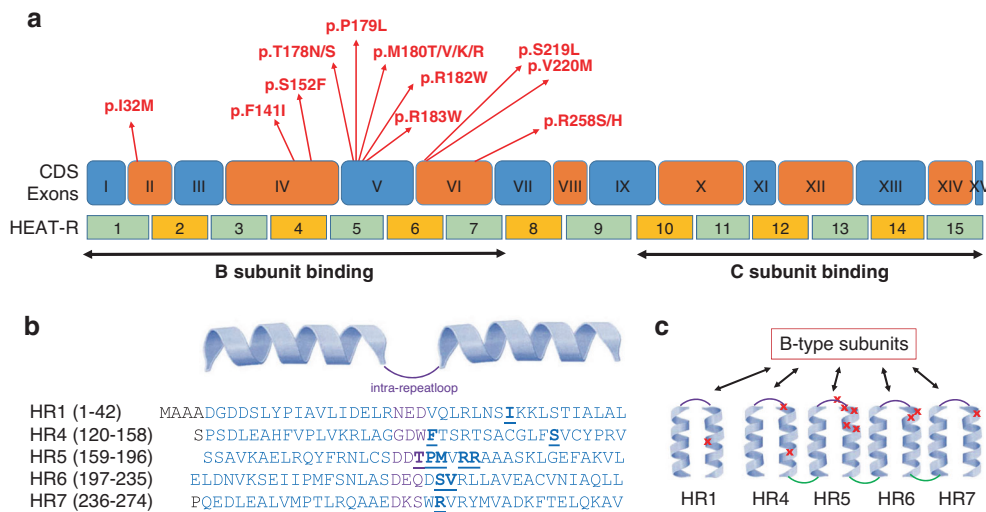 a
p.P179L
p.T178N/S
p.M180T/V/K/R
p.S219L
p.V220M
p.S152F
p.R182W
p.I32M
p.F141I
p.R183W
p.R258S/H
CDS Exons I II III IV V VI VII VIII IX X XI XII XIII XIV XV
HEAT-R 1 2 3 4 5 6 7 8 9 10 11 12 13 14 15
B subunit binding C subunit binding
b
intra-repeatloop
HR1 (1-42) MAAADGDDSLYPIAVLIDELRNEDVQLRLNSIKKLSTIALAL
HR4 (120-158) SPSDLEAHFVPLVKRLAGGDWFTSRTSACGLFSVCYPRV
HR5 (159-196) SSAVKAELRQYFRNLCSDDTPMVRRAAASKLGEFAKVL
HR6 (197-235) ELDNVKSEIIPMFSNLASDEQDSVRLLAVEACVNIAQLL
HR7 (236-274) PQEDLEALVMPTLRQAAEDKSWRVRYMVADKFTELQKAV
c
B-type subunits
x x x x x x x x x x
HR1 HR4 HR5 HR6 HR7